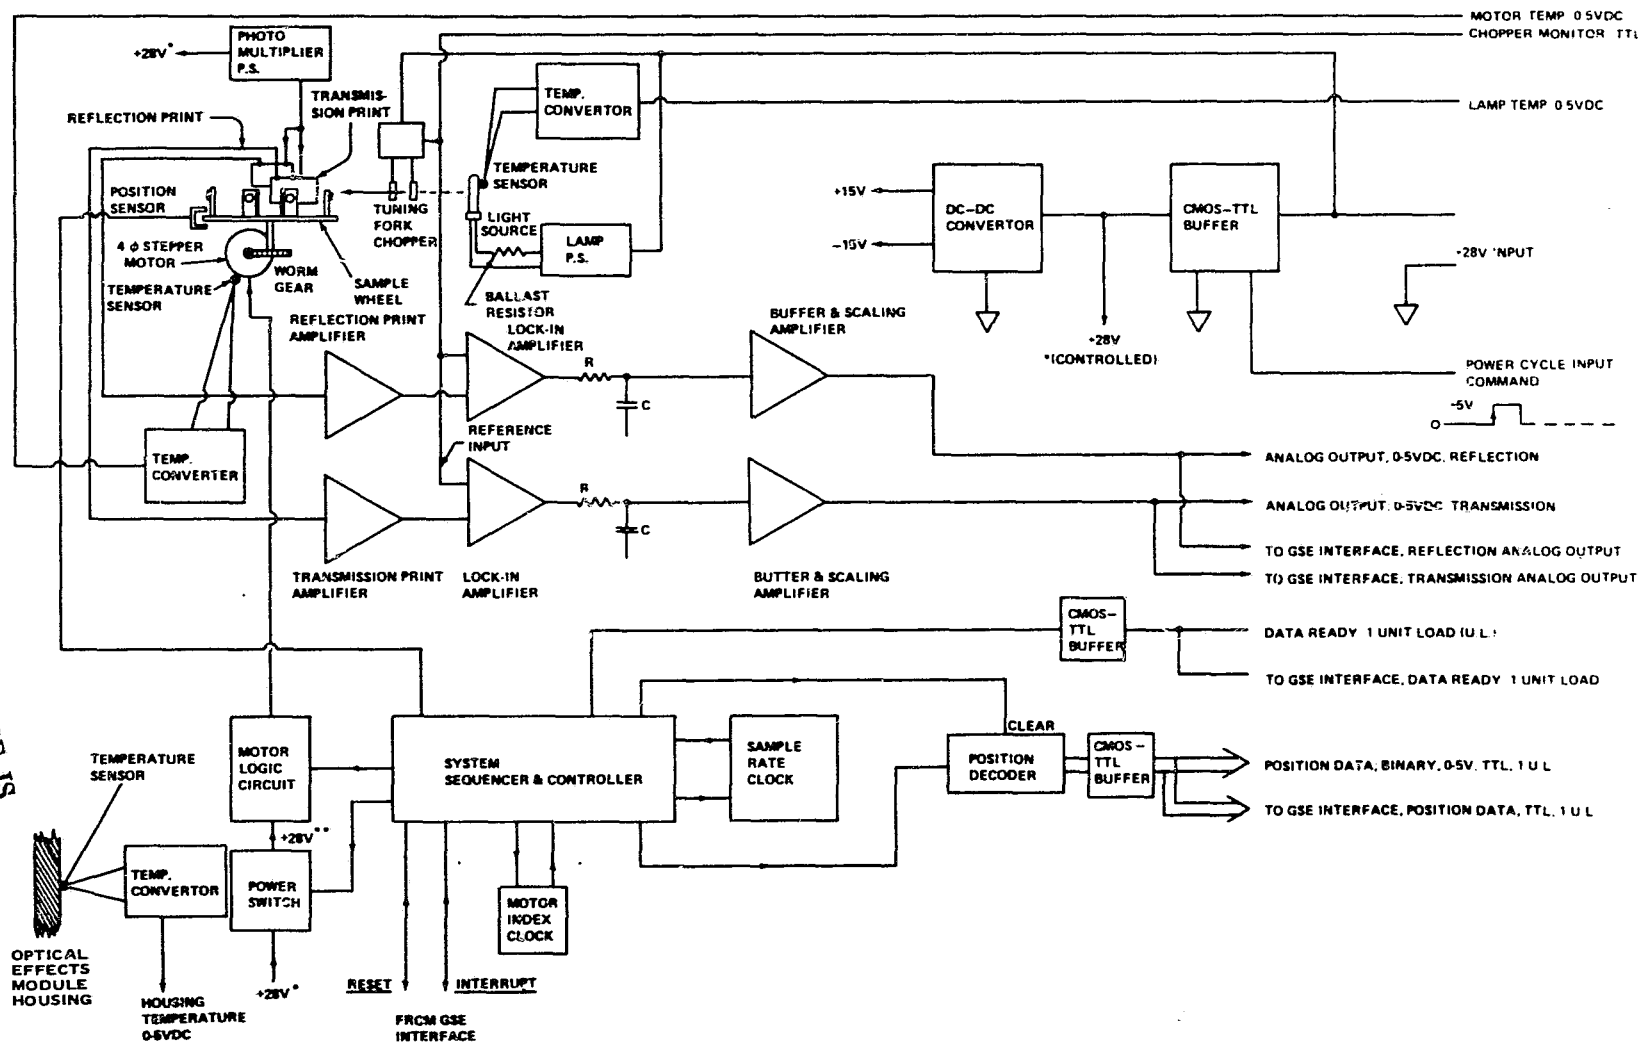 MOTOR TEMP 0 5VDC
CHOPPER MONITOR TTL
PHOTO
MULTIPLIER
P.S.
+28V*
TRANSMIS-
SION PRINT
REFLECTION PRINT
TEMP.
CONVERTOR
LAMP TEMP 0 5VDC
TEMPERATURE
SENSOR
POSITION
SENSOR
TUNING
FORK
CHOPPER
LIGHT
SOURCE
LAMP
P.S.
+15V
-15V
DC-DC
CONVERTOR
CMOS-TTL
BUFFER
+28V INPUT
4 φ STEPPER
MOTOR
WORM
GEAR
TEMPERATURE
SENSOR
SAMPLE
WHEEL
BALLAST
RESISTOR
REFLECTION PRINT
AMPLIFIER
LOCK-IN
AMPLIFIER
BUFFER & SCALING
AMPLIFIER
+28V
*(CONTROLLED)
POWER CYCLE INPUT
COMMAND
-5V
O
R
C
REFERENCE
INPUT
TEMP.
CONVERTER
ANALOG OUTPUT, 0-5VDC, REFLECTION
R
C
ANALOG OUTPUT, 0-5VDC TRANSMISSION
TO GSE INTERFACE, REFLECTION ANALOG OUTPUT
TRANSMISSION PRINT
AMPLIFIER
LOCK-IN
AMPLIFIER
BUTTER & SCALING
AMPLIFIER
TO GSE INTERFACE, TRANSMISSION ANALOG OUTPUT
CMOS-
TTL
BUFFER
DATA READY 1 UNIT LOAD (U.L.)
TO GSE INTERFACE, DATA READY 1 UNIT LOAD
TEMPERATURE
SENSOR
MOTOR
LOGIC
CIRCUIT
SYSTEM
SEQUENCER & CONTROLLER
SAMPLE
RATE
CLOCK
CLEAR
POSITION
DECODER
CMOS-
TTL
BUFFER
POSITION DATA; BINARY, 0-5V, TTL, 1 U L
TO GSE INTERFACE, POSITION DATA, TTL, 1 U L
+28V**
TEMP.
CONVERTOR
POWER
SWITCH
MOTOR
INDEX
CLOCK
OPTICAL
EFFECTS
MODULE
HOUSING
+28V*
RESET
INTERRUPT
HOUSING
TEMPERATURE
0-5VDC
FROM GSE
INTERFACE